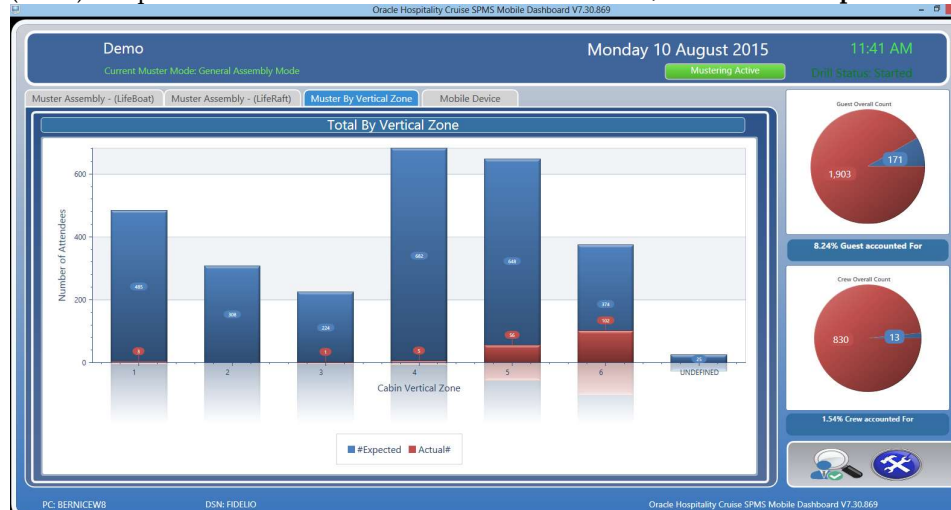 Oracle Hospitality Cruise SPMS Mobile Dashboard V7.30.869
Demo
Monday 10 August 2015
11:41 AM
Current Muster Mode: General Assembly Mode
Mustering Active
Drill Status: Started
Muster Assembly - (LifeBoat)
Muster Assembly - (LifeRaft)
Muster By Vertical Zone
Mobile Device
Total By Vertical Zone
Number of Attendees
600
400
200
0
485
308
224
682
648
374
25
3
1
5
56
102
1
2
3
4
5
6
UNDEFINED
Cabin Vertical Zone
#Expected
Actual#
Guest Overall Count
1,903
171
8.24% Guest accounted For
Crew Overall Count
830
13
1.54% Crew accounted For
PC: BERNICEW8
DSN: FIDELIO
Oracle Hospitality Cruise SPMS Mobile Dashboard V7.30.869